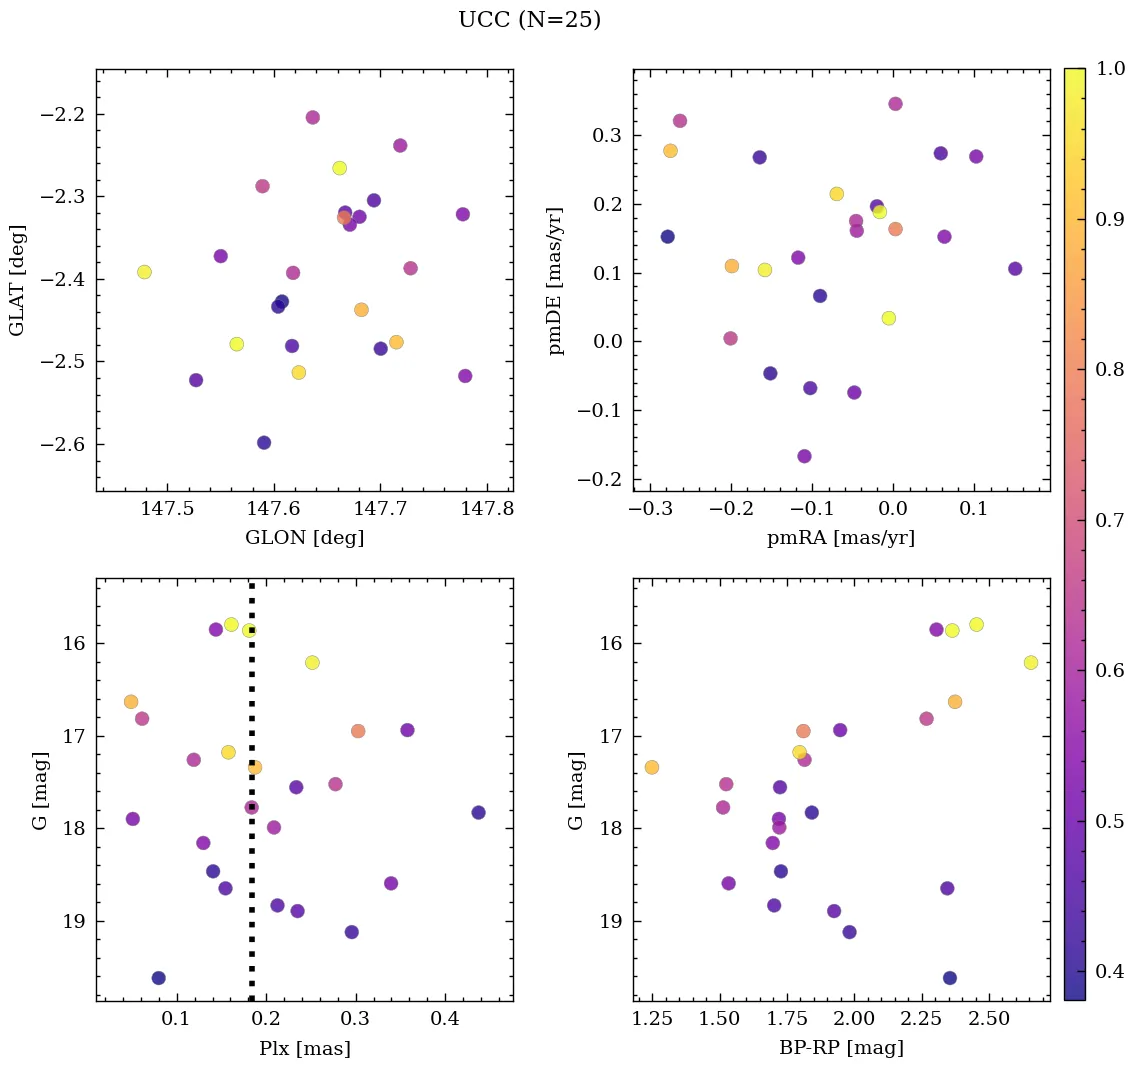 UCC (N=25)
−2.2
−2.3
−2.4
−2.5
−2.6
GLAT [deg]
147.5 147.6 147.7 147.8
GLON [deg]
0.3
0.2
0.1
0.0
−0.1
−0.2
pmDE [mas/yr]
−0.3 −0.2 −0.1 0.0 0.1
pmRA [mas/yr]
16
17
18
19
G [mag]
0.1 0.2 0.3 0.4
Plx [mas]
16
17
18
19
G [mag]
1.25 1.50 1.75 2.00 2.25 2.50
BP-RP [mag]
1.0
0.9
0.8
0.7
0.6
0.5
0.4